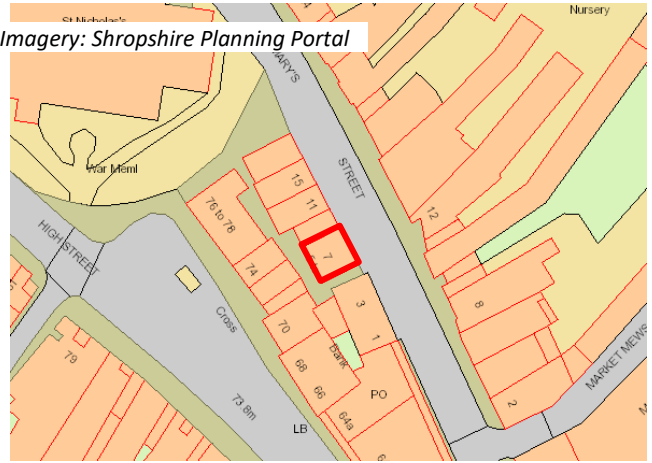 St Nicholas's
Nursery
Imagery: Shropshire Planning Portal
MARY'S
STREET
War Meml
HIGH STREET
76 to 78
15
11
12
74
7
Cross
3
1
8
70
Bank
68
66
79
73.8m
PO
64a
LB
2
MARKET MEWS